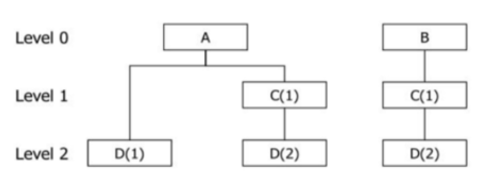 Level 0 A B
Level 1 C(1) C(1)
Level 2 D(1) D(2) D(2)